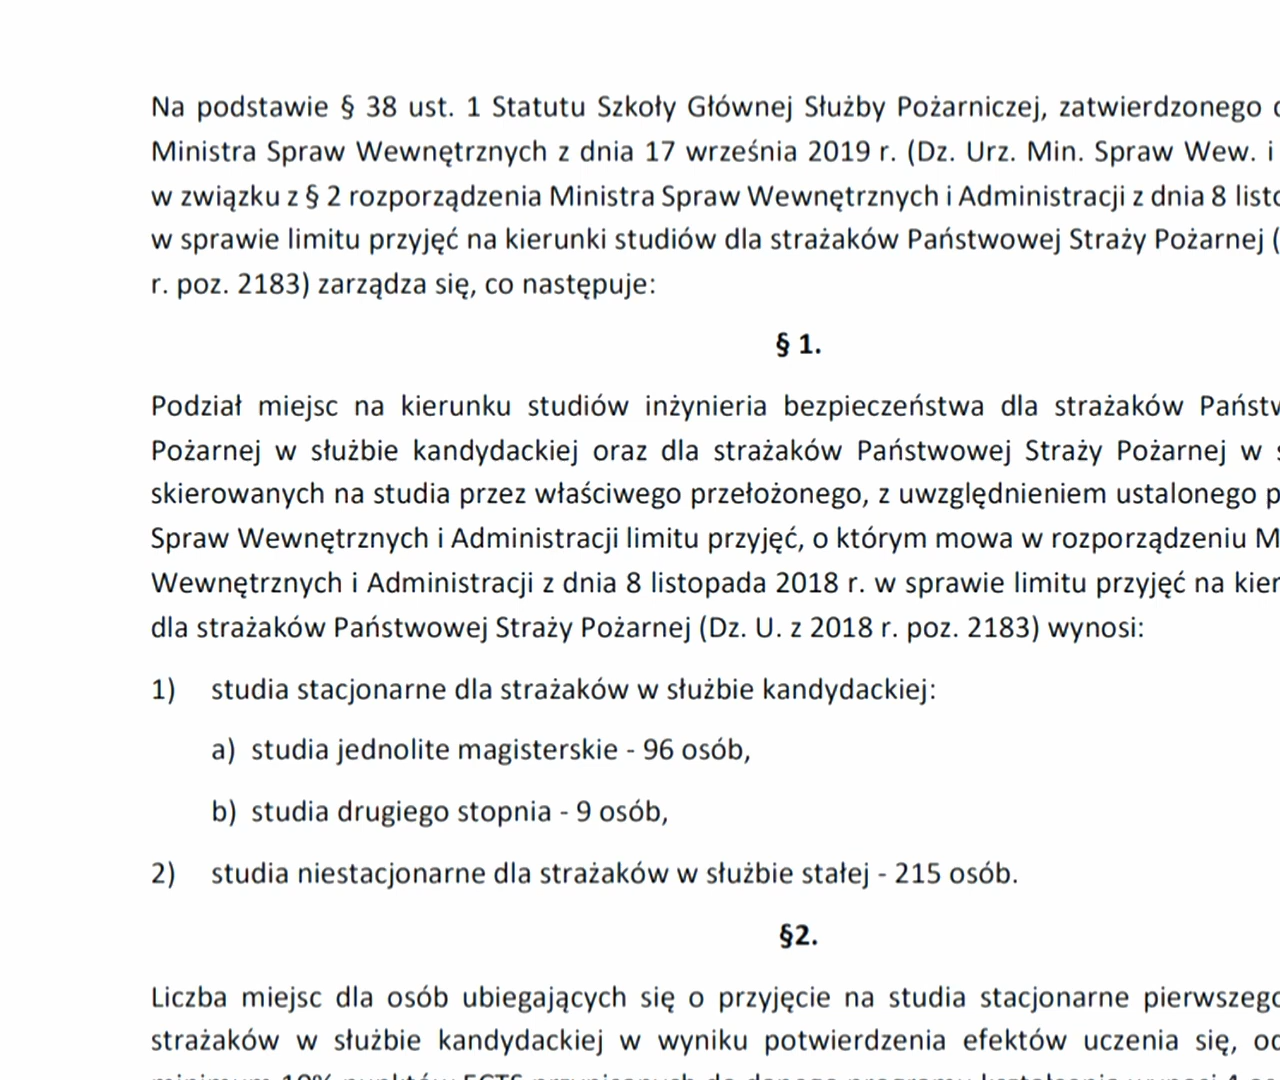 Na podstawie § 38 ust. 1 Statutu Szkoły Głównej Służby Pożarniczej, zatwierdzonego
Ministra Spraw Wewnętrznych z dnia 17 września 2019 r. (Dz. Urz. Min. Spraw Wew. i
w związku z § 2 rozporządzenia Ministra Spraw Wewnętrznych i Administracji z dnia 8
w sprawie limitu przyjęć na kierunki studiów dla strażaków Państwowej Straży Pożarnej (
r. poz. 2183) zarządza się, co następuje:
§ 1.
Podział miejsc na kierunku studiów inżynieria bezpieczeństwa dla strażaków
Pożarnej w służbie kandydackiej oraz dla strażaków Państwowej Straży Pożarnej w
skierowanych na studia przez właściwego przełożonego, z uwzględnieniem ustalonego
Spraw Wewnętrznych i Administracji limitu przyjęć, o którym mowa w rozporządzeniu
Wewnętrznych i Administracji z dnia 8 listopada 2018 r. w sprawie limitu przyjęć na
dla strażaków Państwowej Straży Pożarnej (Dz. U. z 2018 r. poz. 2183) wynosi:
1) studia stacjonarne dla strażaków w służbie kandydackiej:
a) studia jednolite magisterskie - 96 osób,
b) studia drugiego stopnia - 9 osób,
2) studia niestacjonarne dla strażaków w służbie stałej - 215 osób.
§2.
Liczba miejsc dla osób ubiegających się o przyjęcie na studia stacjonarne pierwszego
strażaków w służbie kandydackiej w wyniku potwierdzenia efektów uczenia się,